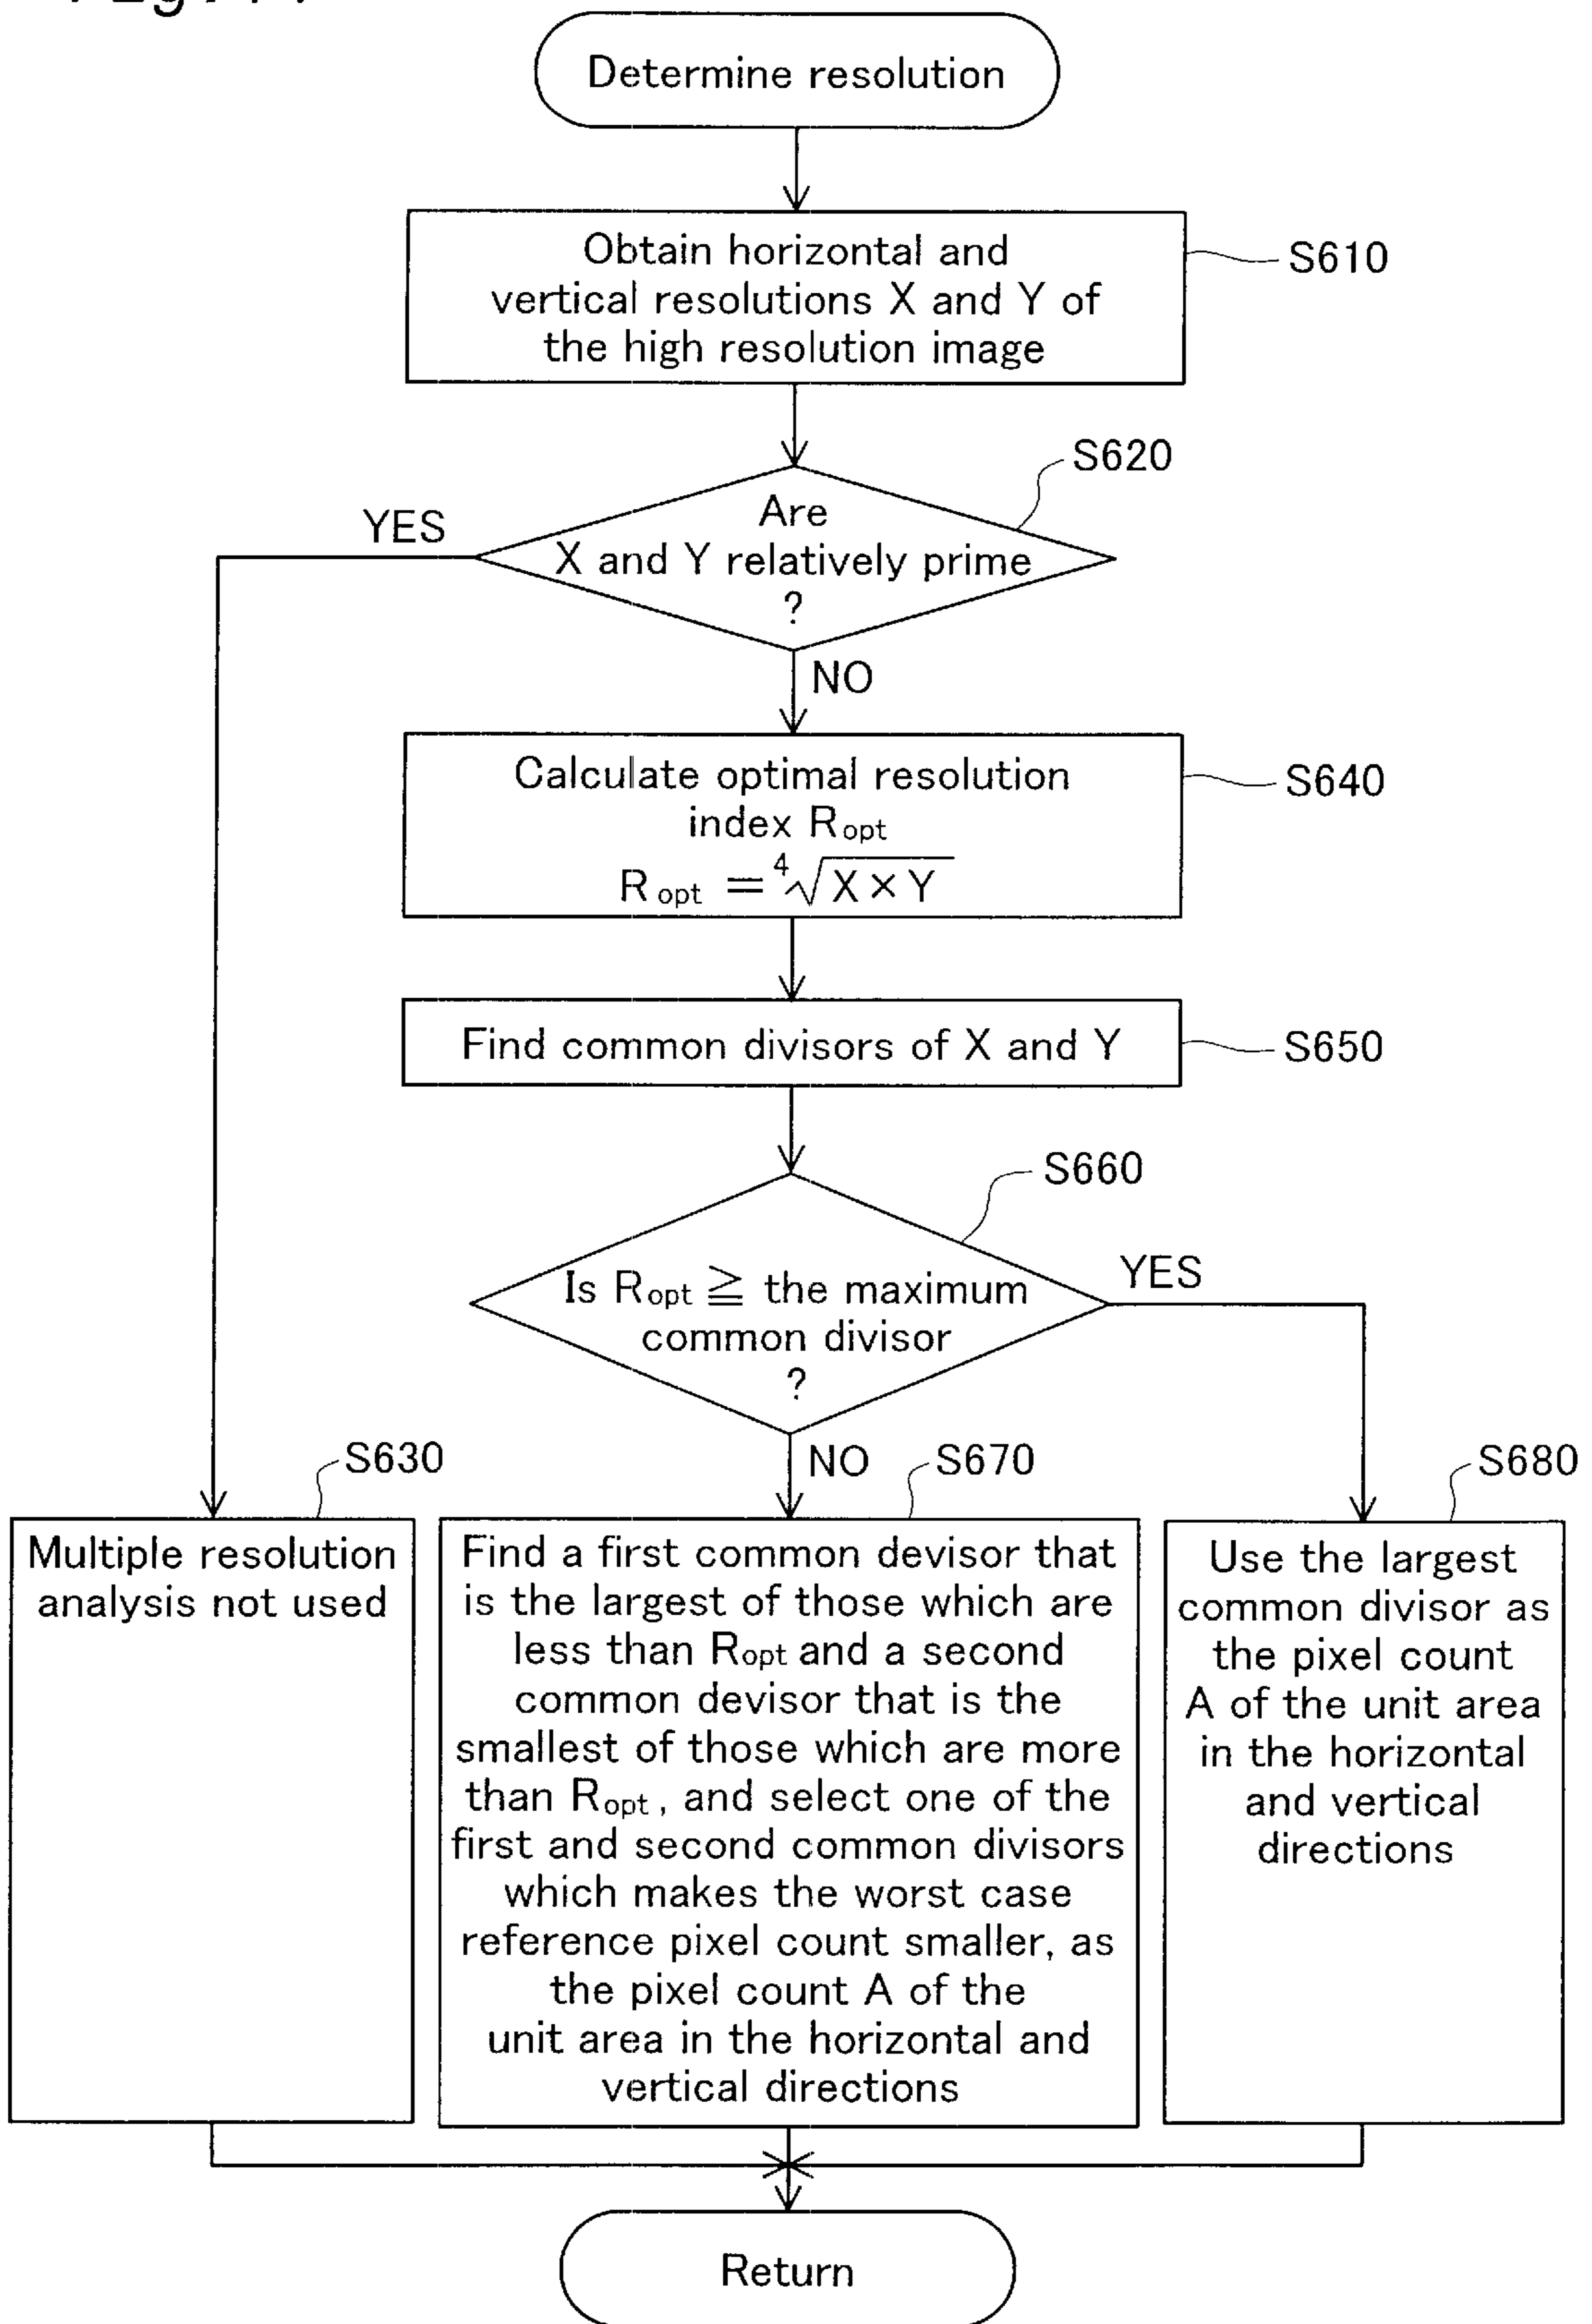 Determine resolution
Obtain horizontal and
vertical resolutions X and Y of
the high resolution image
S610
S620
Are
X and Y relatively prime
?
YES
NO
Calculate optimal resolution
index Ropt
Ropt = ⁴√X×Y
S640
Find common divisors of X and Y
S650
S660
Is Ropt ≧ the maximum
common divisor
?
YES
NO
S630
Multiple resolution
analysis not used
S670
Find a first common devisor that
is the largest of those which are
less than Ropt and a second
common devisor that is the
smallest of those which are more
than Ropt, and select one of the
first and second common divisors
which makes the worst case
reference pixel count smaller, as
the pixel count A of the
unit area in the horizontal and
vertical directions
S680
Use the largest
common divisor as
the pixel count
A of the unit area
in the horizontal
and vertical
directions
Return